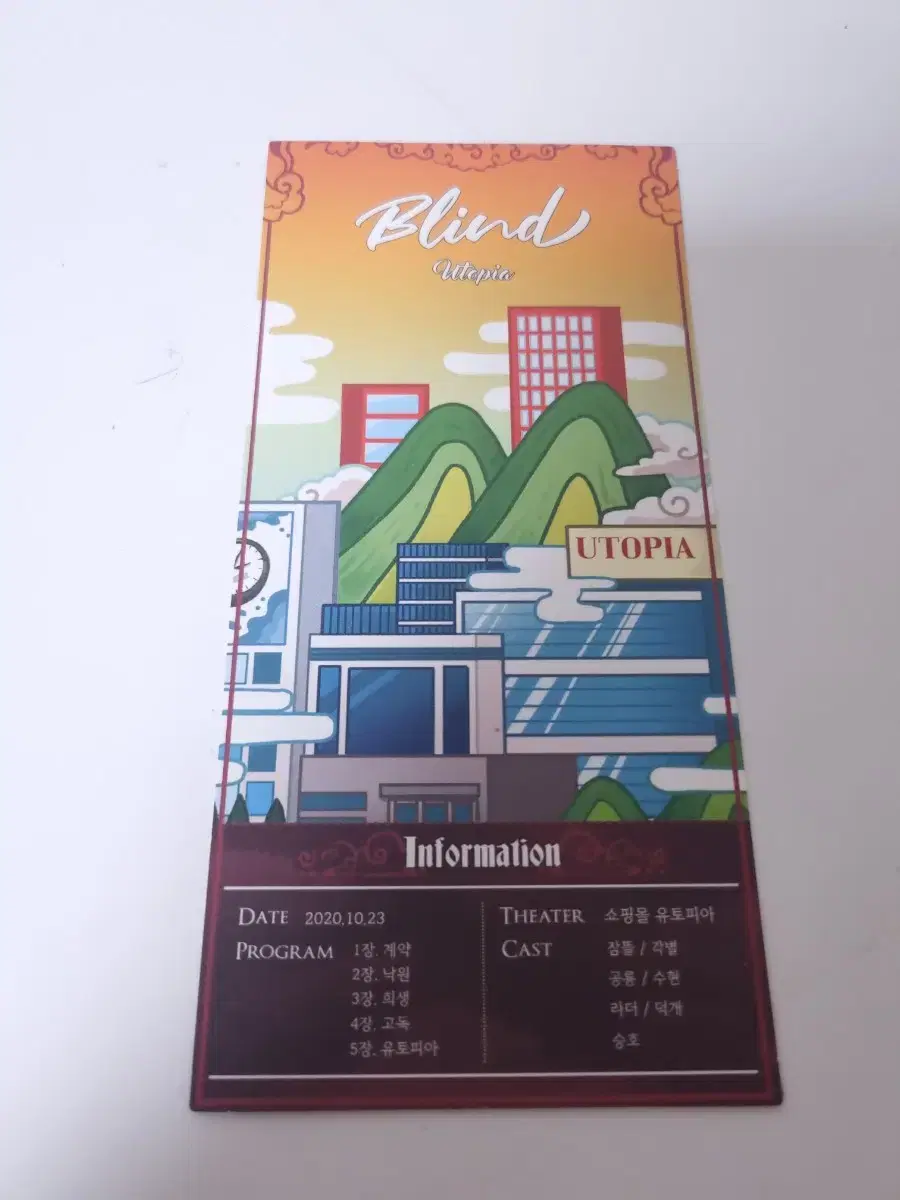 Blind
Utopia
UTOPIA
Information
DATE 2020.10.23
PROGRAM 1장. 계약
2장. 낙원
3장. 희생
4장. 고독
5장. 유토피아
THEATER 쇼핑몰 유토피아
CAST 잠뜰 / 각별
공룡 / 수현
라더 / 덕개
승호